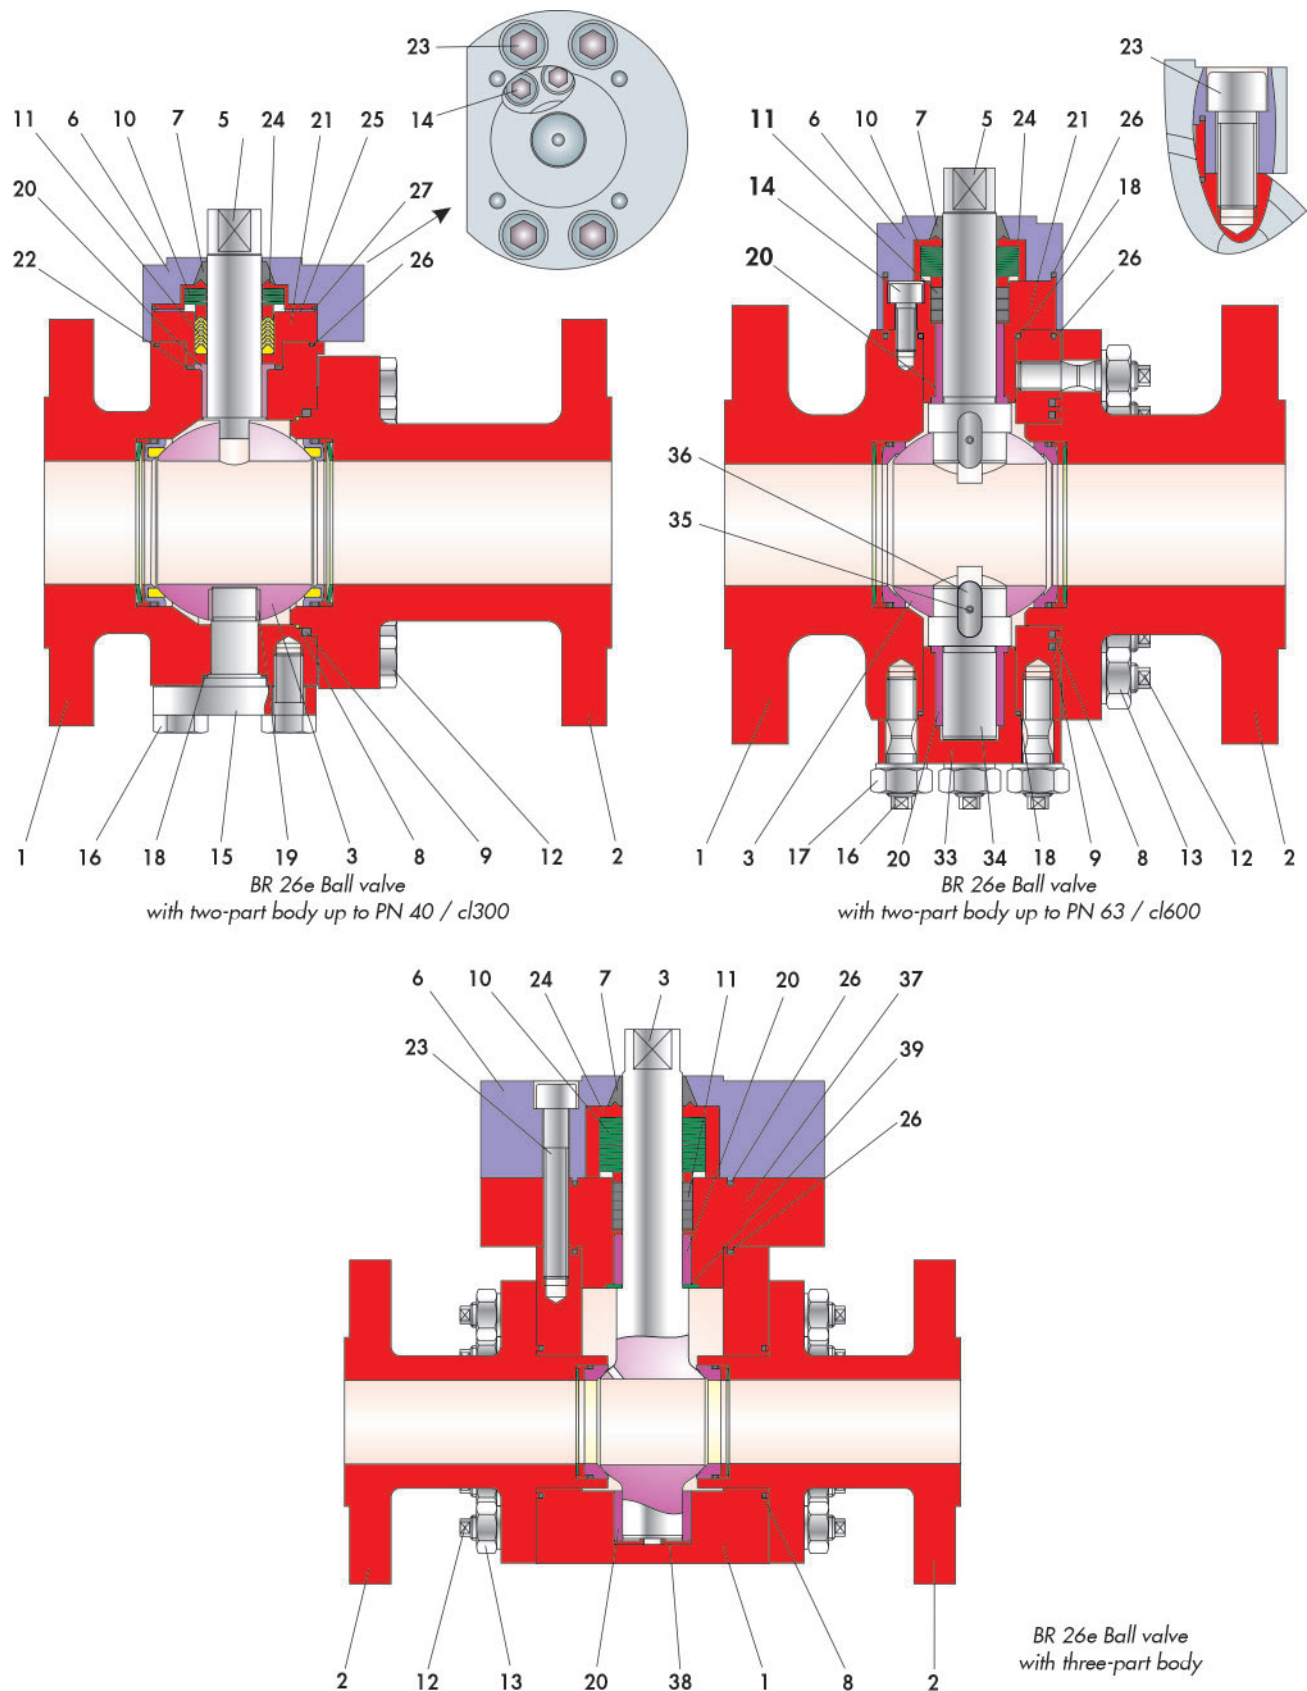 23
14
11 6 10 7 5 24 21 25
20
22
27
26
1 16 18 15 19 3 8 9 12 2
BR 26e Ball valve
with two-part body up to PN 40 / cl300
23
11 6 10 7 5 24 21 26
14
20
18
26
36
35
1 3 17 16 20 33 34 18 9 8 13 12 2
BR 26e Ball valve
with two-part body up to PN 63 / cl600
6 10 24 7 3 11 20 26 37
23
39
26
2 12 13 20 38 1 8 2
BR 26e Ball valve
with three-part body